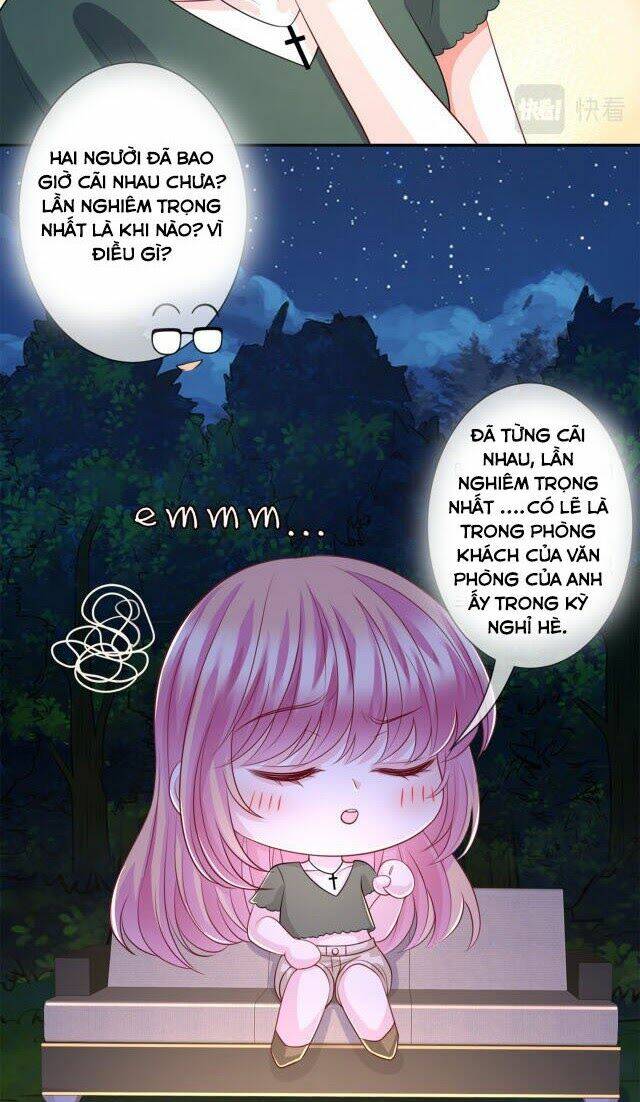 快看! 快看
HAI NGƯỜI ĐÃ BAO
GIỜ CÃI NHAU CHƯA?
LẦN NGHIÊM TRỌNG
NHẤT LÀ KHI NÀO? VÌ
ĐIỀU GÌ?
ĐÃ TỪNG CÃI
NHAU, LẦN
NGHIÊM TRỌNG
NHẤT ....CÓ LẼ LÀ
TRONG PHÒNG
KHÁCH CỦA VĂN
PHÒNG CỦA ANH
ẤY TRONG KỲ
NGHỈ HÈ.
emmm...